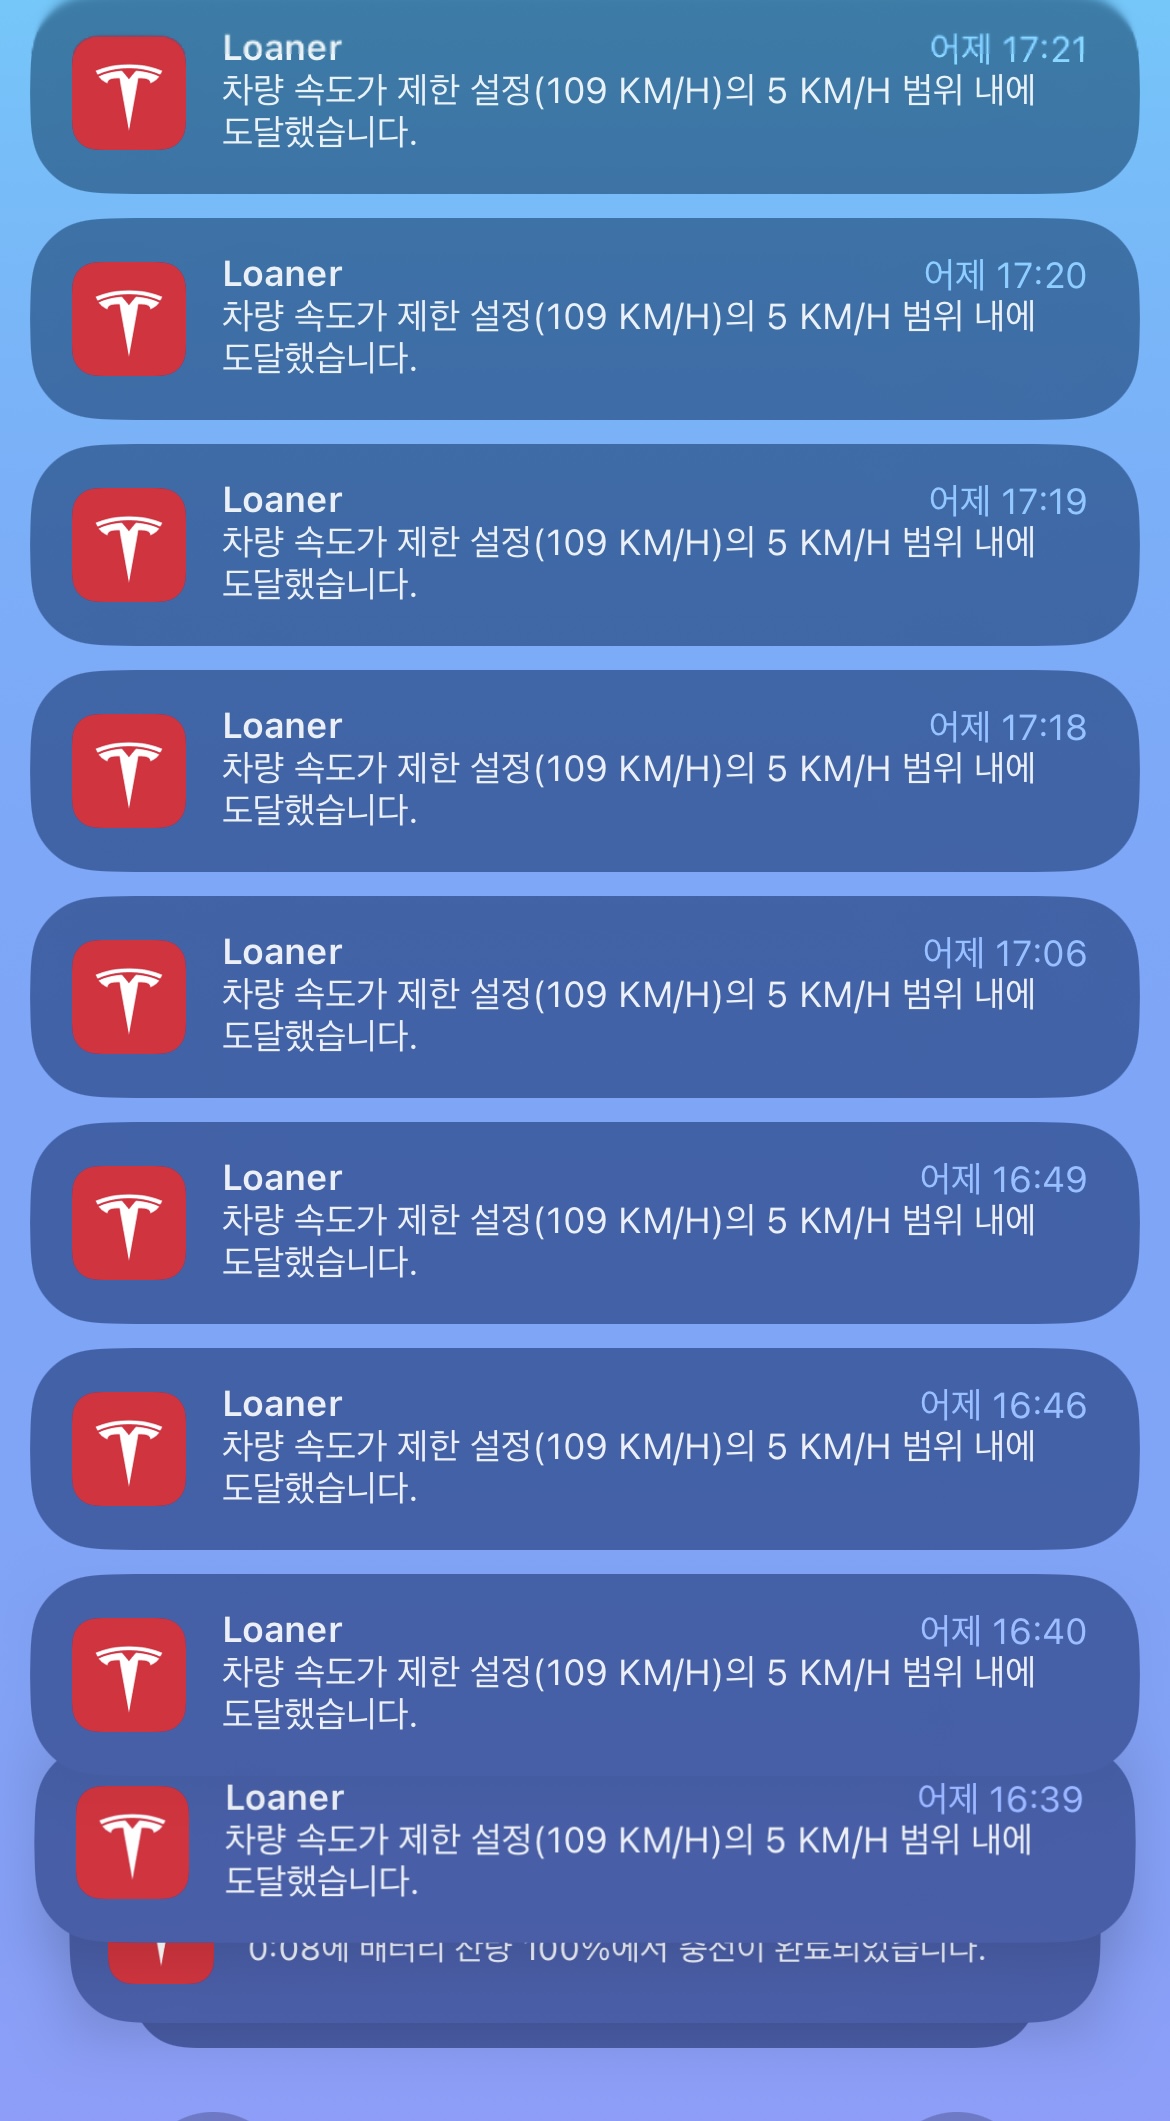 Loaner 어제 17:21
차량 속도가 제한 설정(109 KM/H)의 5 KM/H 범위 내에
도달했습니다.
Loaner 어제 17:20
차량 속도가 제한 설정(109 KM/H)의 5 KM/H 범위 내에
도달했습니다.
Loaner 어제 17:19
차량 속도가 제한 설정(109 KM/H)의 5 KM/H 범위 내에
도달했습니다.
Loaner 어제 17:18
차량 속도가 제한 설정(109 KM/H)의 5 KM/H 범위 내에
도달했습니다.
Loaner 어제 17:06
차량 속도가 제한 설정(109 KM/H)의 5 KM/H 범위 내에
도달했습니다.
Loaner 어제 16:49
차량 속도가 제한 설정(109 KM/H)의 5 KM/H 범위 내에
도달했습니다.
Loaner 어제 16:46
차량 속도가 제한 설정(109 KM/H)의 5 KM/H 범위 내에
도달했습니다.
Loaner 어제 16:40
차량 속도가 제한 설정(109 KM/H)의 5 KM/H 범위 내에
도달했습니다.
Loaner 어제 16:39
차량 속도가 제한 설정(109 KM/H)의 5 KM/H 범위 내에
도달했습니다.
0:08에 배터리 잔량 100%에서 충전이 완료되었습니다.